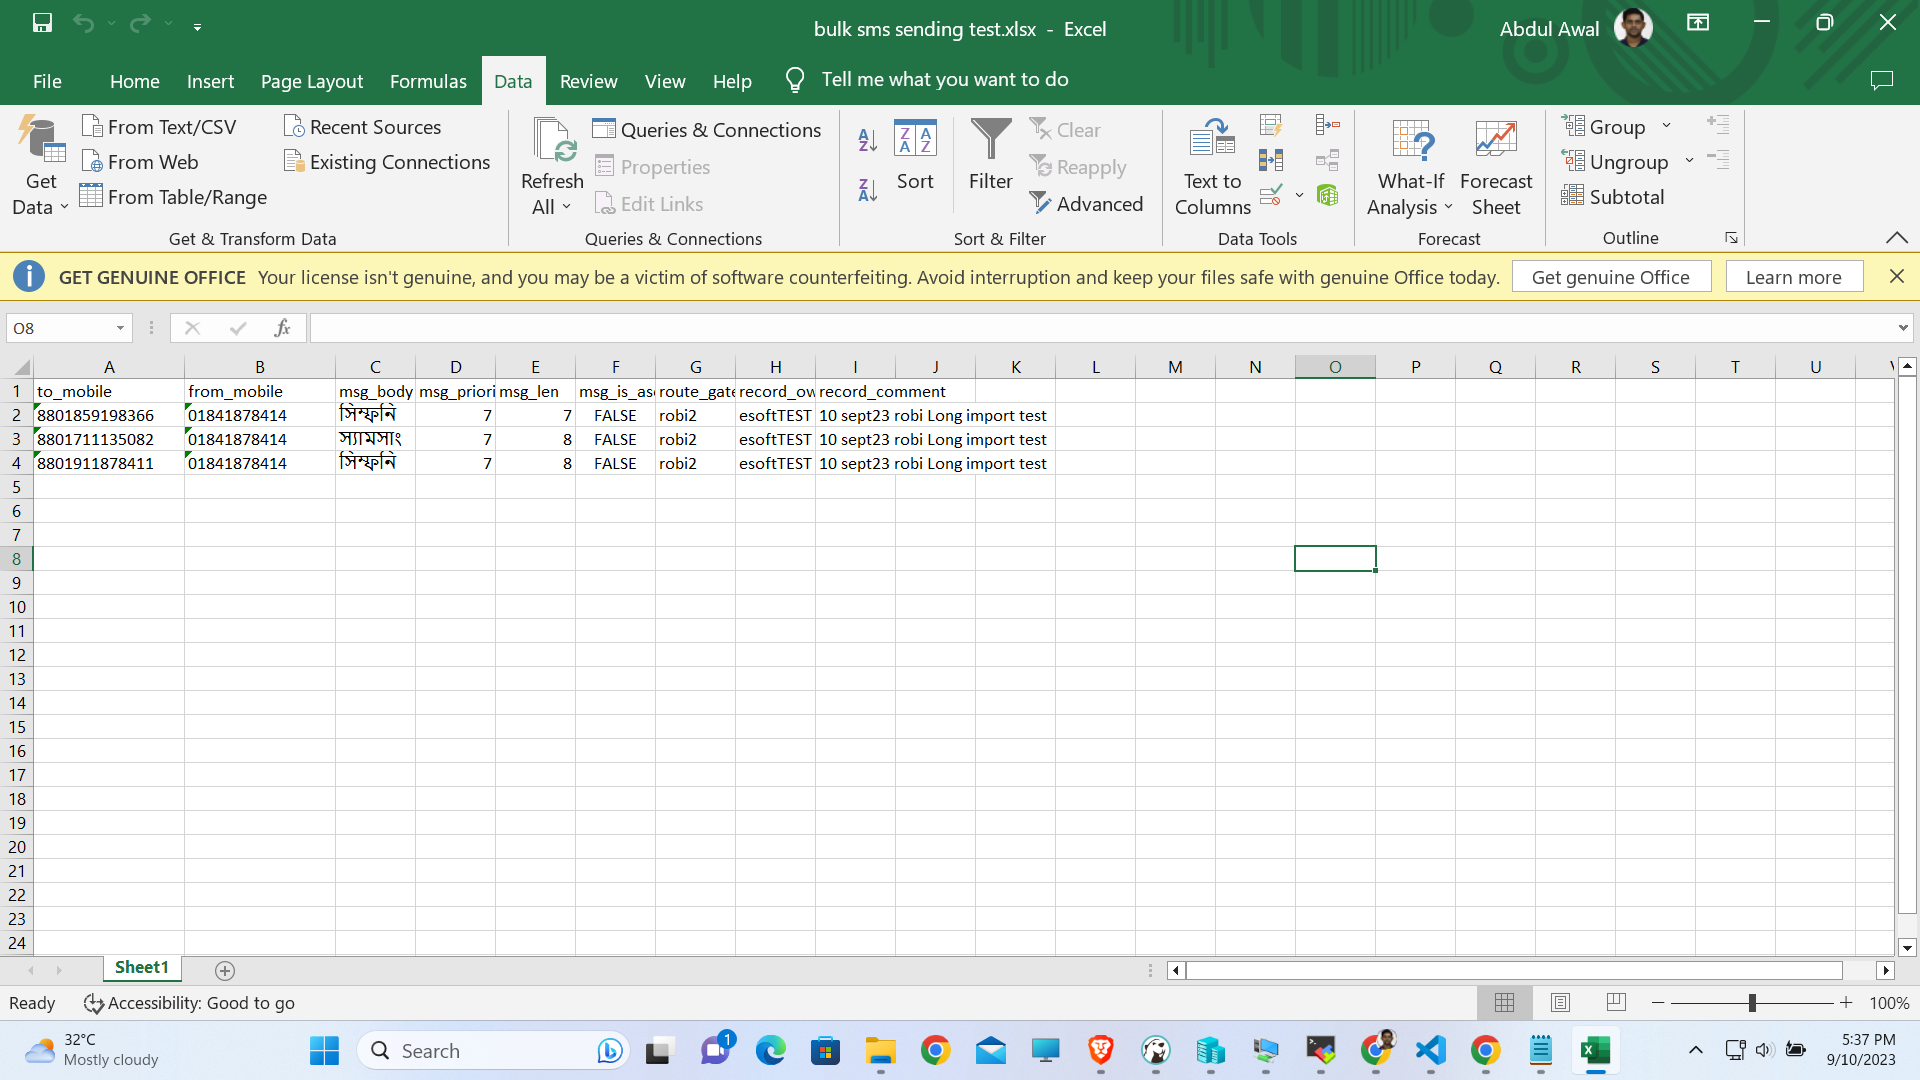 bulk sms sending test.xlsx - Excel
Abdul Awal
File Home Insert Page Layout Formulas Data Review View Help Tell me what you want to do
Get Data
From Text/CSV
From Web
From Table/Range
Recent Sources
Existing Connections
Get & Transform Data
Refresh All
Queries & Connections
Properties
Edit Links
Queries & Connections
Sort
Filter
Clear
Reapply
Advanced
Sort & Filter
Text to Columns
Data Tools
What-If Analysis
Forecast Sheet
Forecast
Group
Ungroup
Subtotal
Outline
GET GENUINE OFFICE Your license isn't genuine, and you may be a victim of software counterfeiting. Avoid interruption and keep your files safe with genuine Office today. Get genuine Office Learn more
O8 fx
A B C D E F G H I J K L M N O P Q R S T U
1 to_mobile from_mobile msg_body msg_priori msg_len msg_is_as route_gate record_ow record_comment
2 8801859198366 01841878414 সিম্ফনি 7 7 FALSE robi2 esoftTEST 10 sept23 robi Long import test
3 8801711135082 01841878414 স্যামসাং 7 8 FALSE robi2 esoftTEST 10 sept23 robi Long import test
4 8801911878411 01841878414 সিম্ফনি 7 8 FALSE robi2 esoftTEST 10 sept23 robi Long import test
5
6
7
8
9
10
11
12
13
14
15
16
17
18
19
20
21
22
23
24
Sheet1
Ready Accessibility: Good to go 100%
32°C
Mostly cloudy
Search
1
5:37 PM
9/10/2023